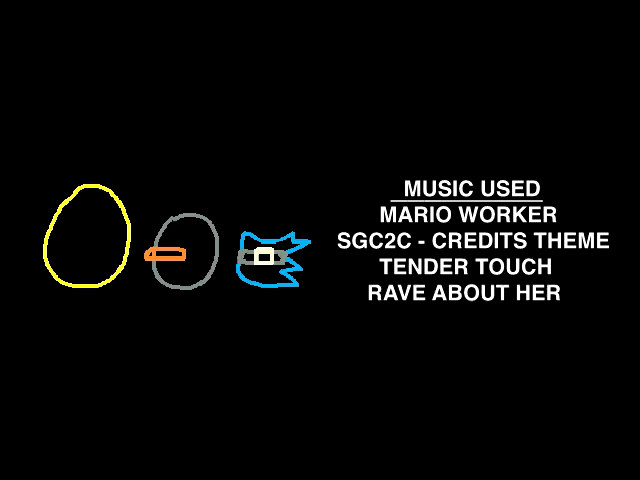 MUSIC USED
MARIO WORKER
SGC2C - CREDITS THEME
TENDER TOUCH
RAVE ABOUT HER